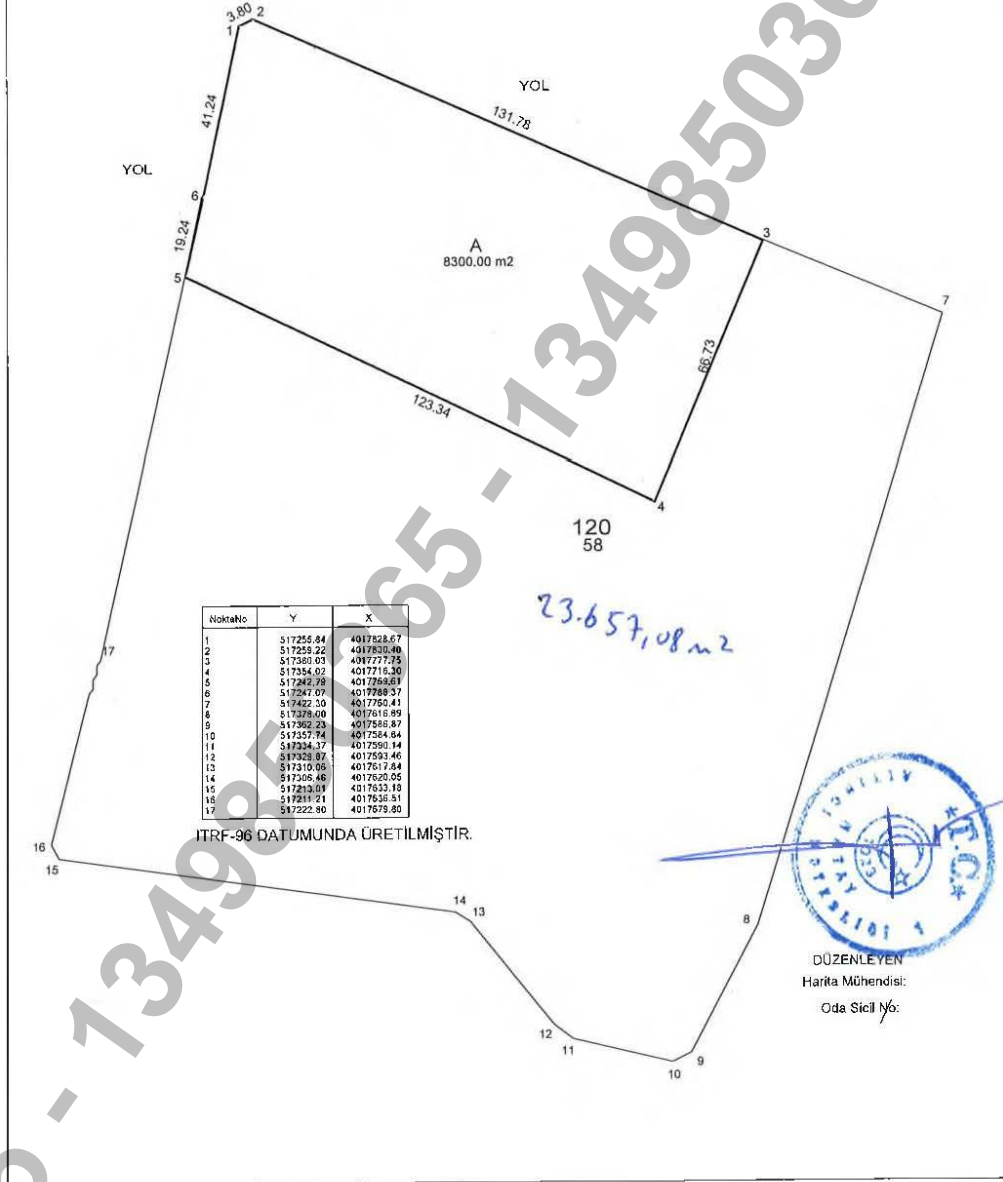 3.80
1
2
YOL
131.78
41.24
YOL
6
19.24
A
8300.00 m2
3
5
7
66.73
123.34
4
120
58
23.657,08 m2
NoktaNo Y X
1 517255.84 4017828.67
2 517259.22 4017830.40
3 517380.03 4017777.75
4 517354.02 4017716.30
5 517242.79 4017769.61
6 517247.07 4017788.37
7 517422.30 4017760.41
8 517378.00 4017616.69
9 517362.23 4017586.87
10 517357.74 4017584.64
11 517334.37 4017590.14
12 517329.87 4017593.46
13 517310.06 4017617.84
14 517306.46 4017620.05
15 517213.01 4017633.18
16 517211.21 4017636.51
17 517222.80 4017679.80
ITRF-96 DATUMUNDA ÜRETİLMİŞTİR.
17
16
15
14
13
12
11
10
9
8
T.C.
DÜZENLEYEN
Harita Mühendisi:
Oda Sicil No:
- 1349850365 - 134985036